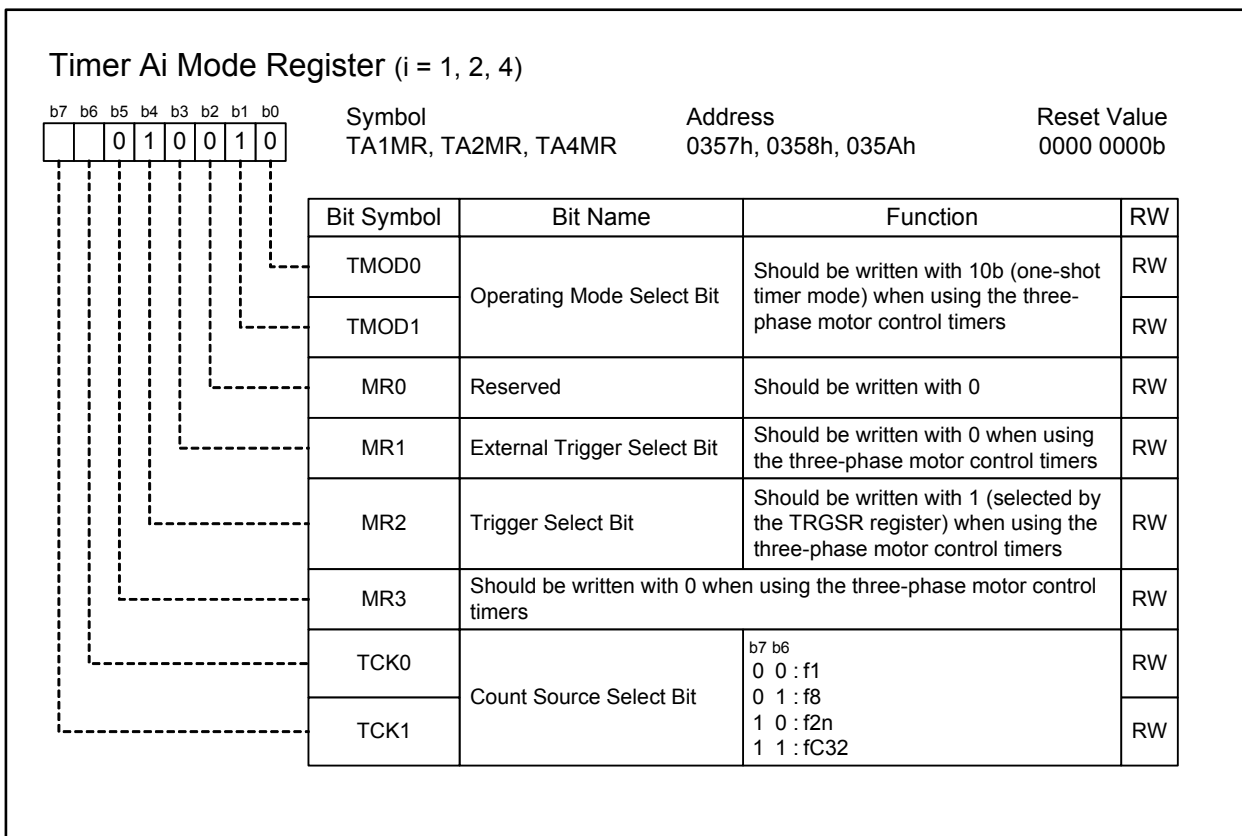 Timer Ai Mode Register (i = 1, 2, 4)
b7 b6 b5 b4 b3 b2 b1 b0
0 1 0 0 1 0
Symbol Address Reset Value
TA1MR, TA2MR, TA4MR 0357h, 0358h, 035Ah 0000 0000b
Bit Symbol Bit Name Function RW
TMOD0 RW
Operating Mode Select Bit
Should be written with 10b (one-shot
timer mode) when using the three-
phase motor control timers
TMOD1 RW
MR0 Reserved Should be written with 0 RW
MR1 External Trigger Select Bit
Should be written with 0 when using
the three-phase motor control timers
RW
MR2 Trigger Select Bit
Should be written with 1 (selected by
the TRGSR register) when using the
three-phase motor control timers
RW
MR3
Should be written with 0 when using the three-phase motor control
timers
RW
TCK0 RW
Count Source Select Bit
b7 b6
0 0 : f1
0 1 : f8
1 0 : f2n
1 1 : fC32
TCK1 RW